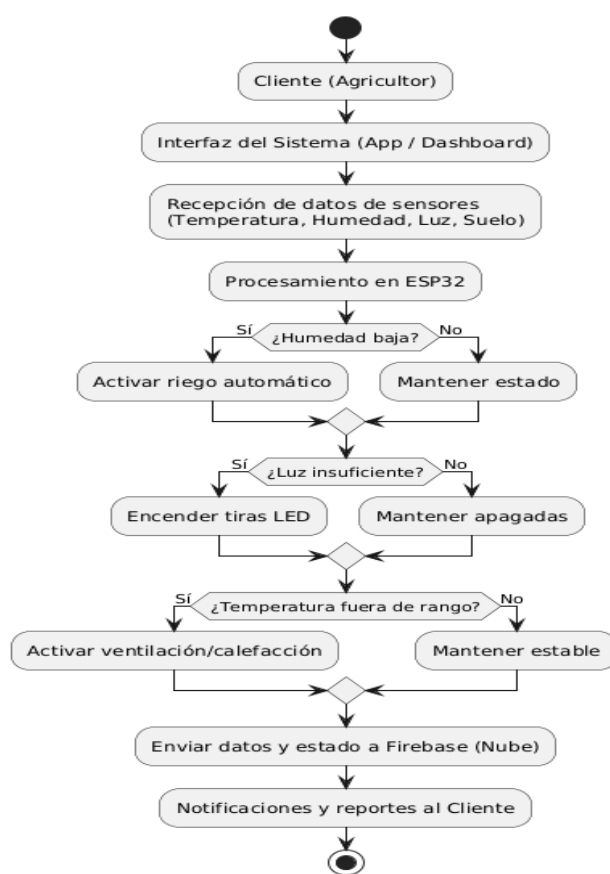 Cliente (Agricultor)
Interfaz del Sistema (App / Dashboard)
Recepción de datos de sensores
(Temperatura, Humedad, Luz, Suelo)
Procesamiento en ESP32
Sí
¿Humedad baja?
No
Activar riego automático
Mantener estado
Sí
¿Luz insuficiente?
No
Encender tiras LED
Mantener apagadas
Sí
¿Temperatura fuera de rango?
No
Activar ventilación/calefacción
Mantener estable
Enviar datos y estado a Firebase (Nube)
Notificaciones y reportes al Cliente